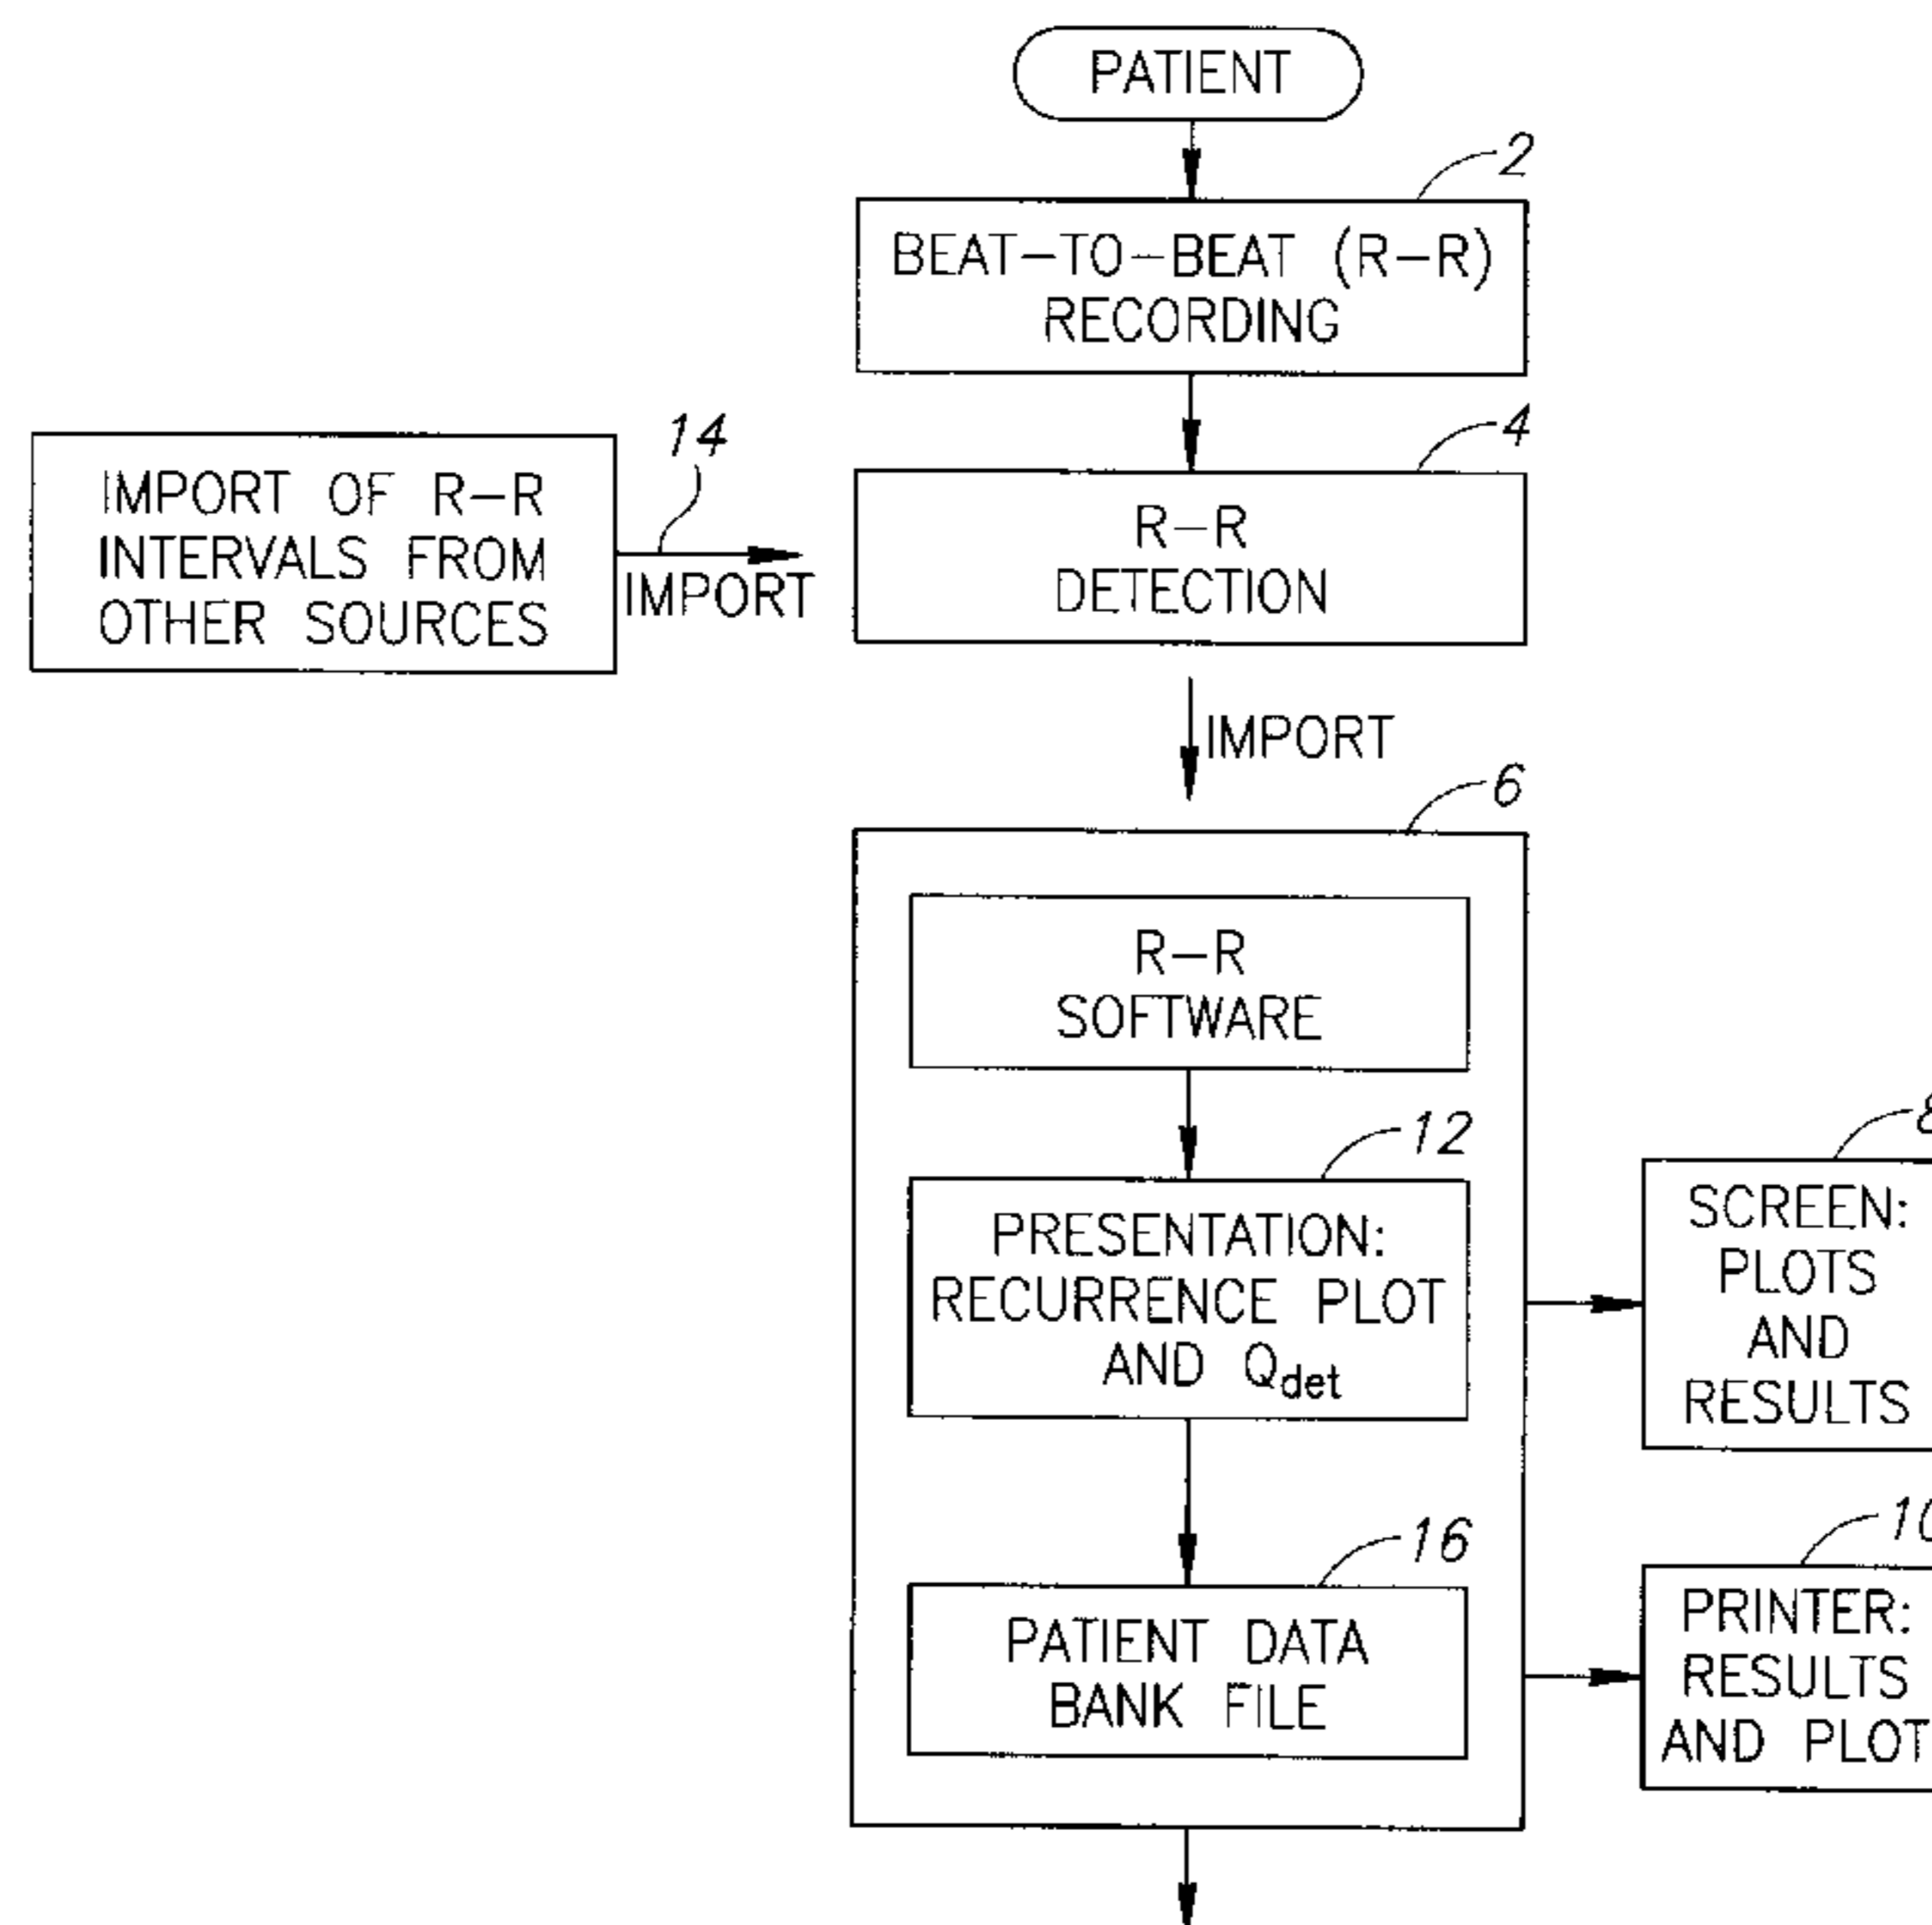 PATIENT
2
BEAT-TO-BEAT (R-R)
RECORDING
4
14
IMPORT OF R-R
INTERVALS FROM
OTHER SOURCES
IMPORT
R-R
DETECTION
IMPORT
6
R-R
SOFTWARE
12
PRESENTATION:
RECURRENCE PLOT
AND Qdet
8
SCREEN:
PLOTS
AND
RESULTS
16
PATIENT DATA
BANK FILE
10
PRINTER:
RESULTS
AND PLOT